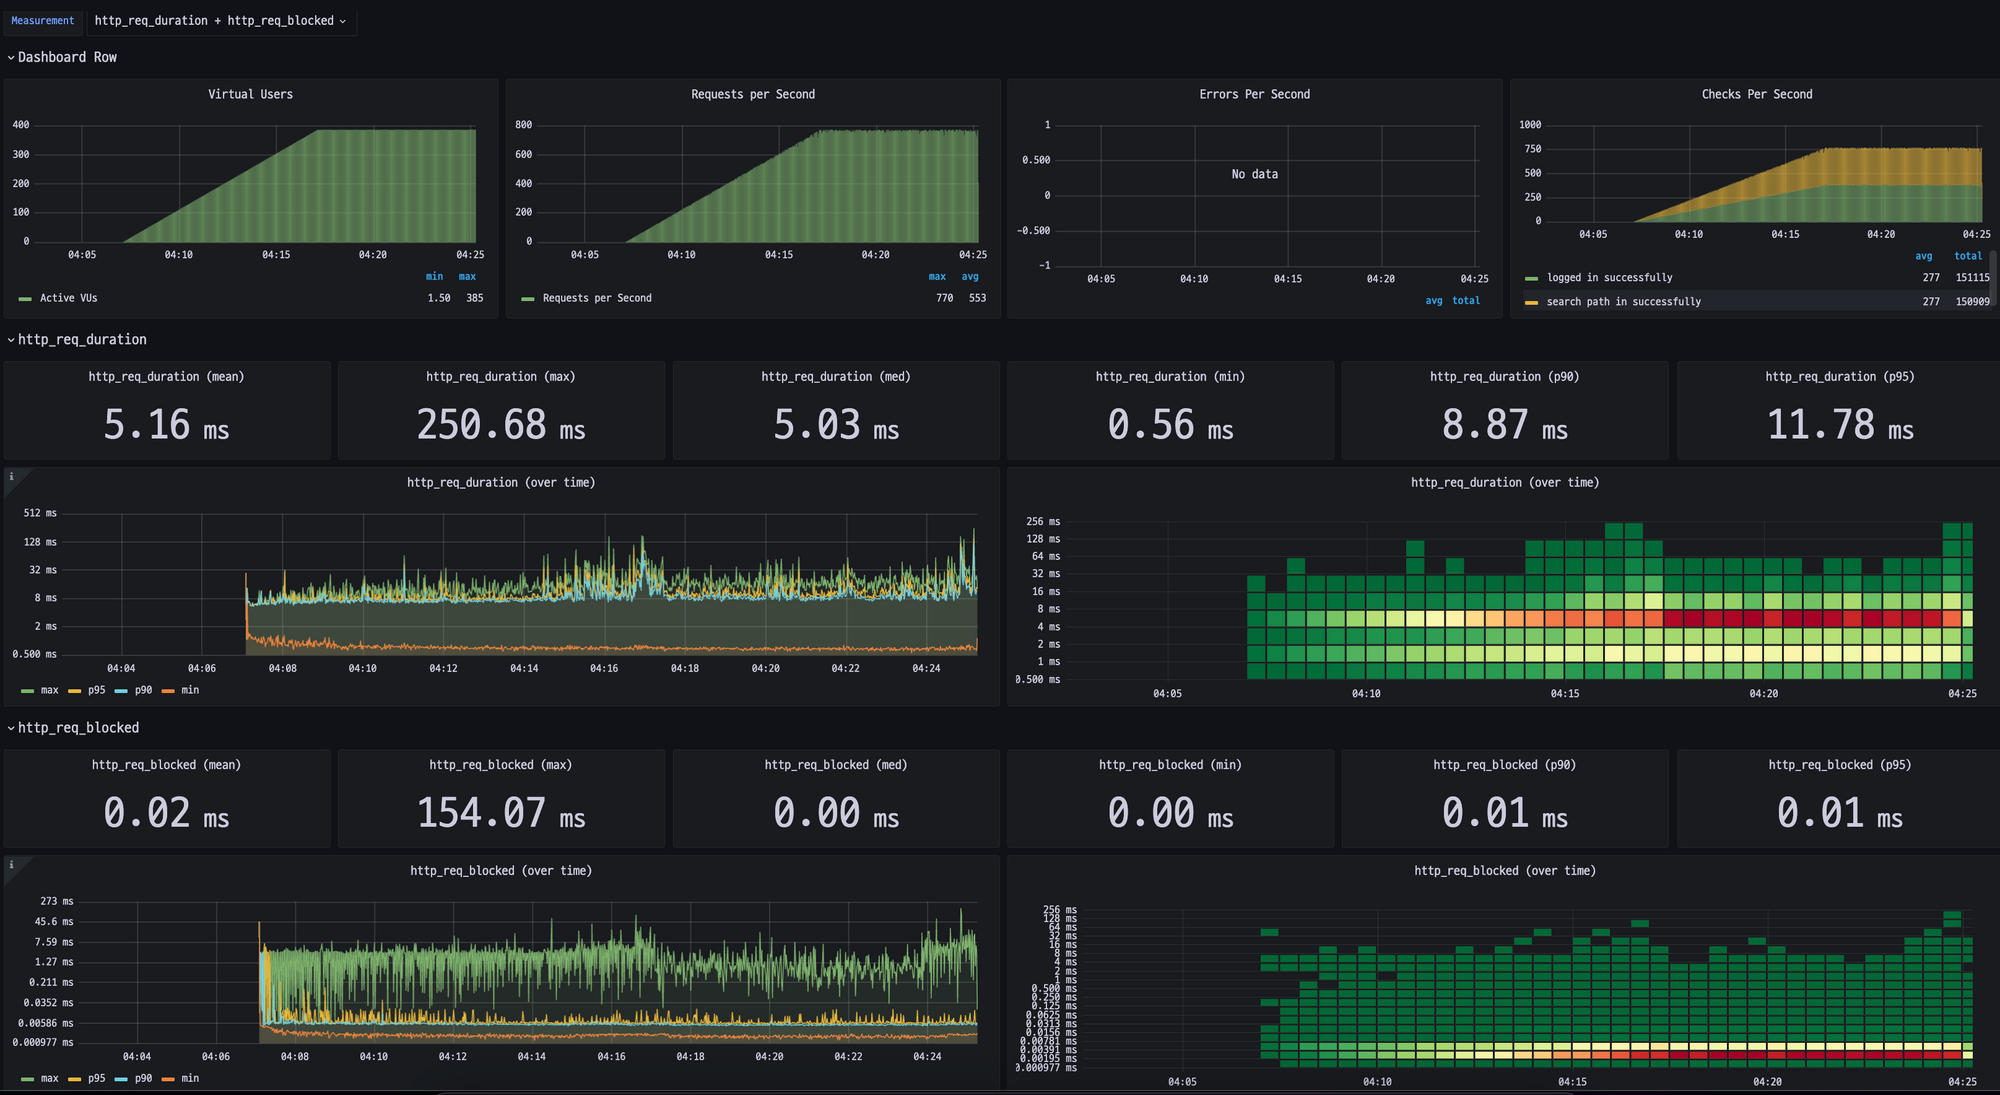 Measurement http_req_duration + http_req_blocked
Dashboard Row
Virtual Users
400
300
200
100
0
04:05 04:10 04:15 04:20 04:25
min max
Active VUs 1.50 385
Requests per Second
800
600
400
200
0
04:05 04:10 04:15 04:20 04:25
max avg
Requests per Second 770 553
Errors Per Second
1
0.500
0
-0.500
-1
No data
04:05 04:10 04:15 04:20 04:25
avg total
Checks Per Second
1000
750
500
250
0
04:05 04:10 04:15 04:20 04:25
avg total
logged in successfully 277 151115
search path in successfully 277 150909
http_req_duration
http_req_duration (mean)
5.16 ms
http_req_duration (max)
250.68 ms
http_req_duration (med)
5.03 ms
http_req_duration (min)
0.56 ms
http_req_duration (p90)
8.87 ms
http_req_duration (p95)
11.78 ms
i
http_req_duration (over time)
512 ms
128 ms
32 ms
8 ms
2 ms
0.500 ms
04:04 04:06 04:08 04:10 04:12 04:14 04:16 04:18 04:20 04:22 04:24
max p95 p90 min
http_req_duration (over time)
256 ms
128 ms
64 ms
32 ms
16 ms
8 ms
4 ms
2 ms
1 ms
0.500 ms
04:05 04:10 04:15 04:20 04:25
http_req_blocked
http_req_blocked (mean)
0.02 ms
http_req_blocked (max)
154.07 ms
http_req_blocked (med)
0.00 ms
http_req_blocked (min)
0.00 ms
http_req_blocked (p90)
0.01 ms
http_req_blocked (p95)
0.01 ms
i
http_req_blocked (over time)
273 ms
45.6 ms
7.59 ms
1.27 ms
0.211 ms
0.0352 ms
0.00586 ms
0.000977 ms
04:04 04:06 04:08 04:10 04:12 04:14 04:16 04:18 04:20 04:22 04:24
max p95 p90 min
http_req_blocked (over time)
256 ms
128 ms
64 ms
32 ms
16 ms
8 ms
4 ms
2 ms
1 ms
0.500 ms
0.250 ms
0.125 ms
0.0625 ms
0.0313 ms
0.0156 ms
0.00781 ms
0.00391 ms
0.00195 ms
0.000977 ms
04:05 04:10 04:15 04:20 04:25